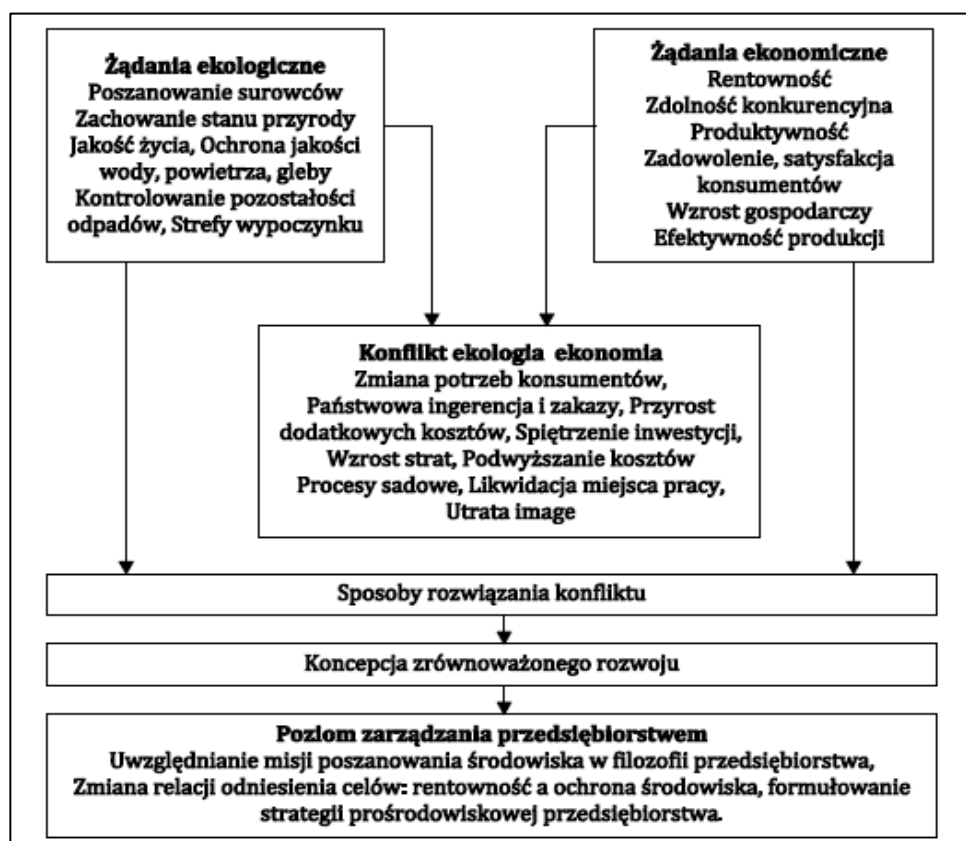 Żądania ekologiczne
Poszanowanie surowców
Zachowanie stanu przyrody
Jakość życia, Ochrona jakości
wody, powietrza, gleby
Kontrolowanie pozostałości
odpadów, Strefy wypoczynku
Żądania ekonomiczne
Rentowność
Zdolność konkurencyjna
Produktywność
Zadowolenie, satysfakcja
konsumentów
Wzrost gospodarczy
Efektywność produkcji
Konflikt ekologia ekonomia
Zmiana potrzeb konsumentów,
Państwowa ingerencja i zakazy, Przyrost
dodatkowych kosztów, Spiętrzenie inwestycji,
Wzrost strat, Podwyższanie kosztów
Procesy sadowe, Likwidacja miejsca pracy,
Utrata image
Sposoby rozwiązania konfliktu
Koncepcja zrównoważonego rozwoju
Poziom zarządzania przedsiębiorstwem
Uwzględnianie misji poszanowania środowiska w filozofii przedsiębiorstwa,
Zmiana relacji odniesienia celów: rentowność a ochrona środowiska, formułowanie
strategii prośrodowiskowej przedsiębiorstwa.